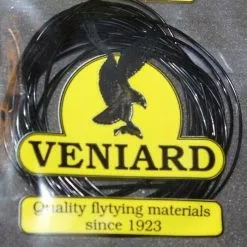 VENIARD
Quality flytying materials
since 1923